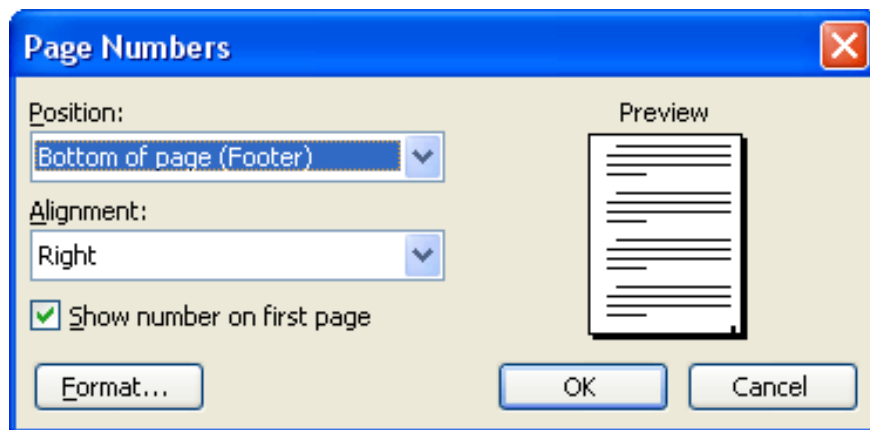 Page Numbers
Position:
Preview
Bottom of page (Footer)
Alignment:
Right
Show number on first page
Format...
OK
Cancel